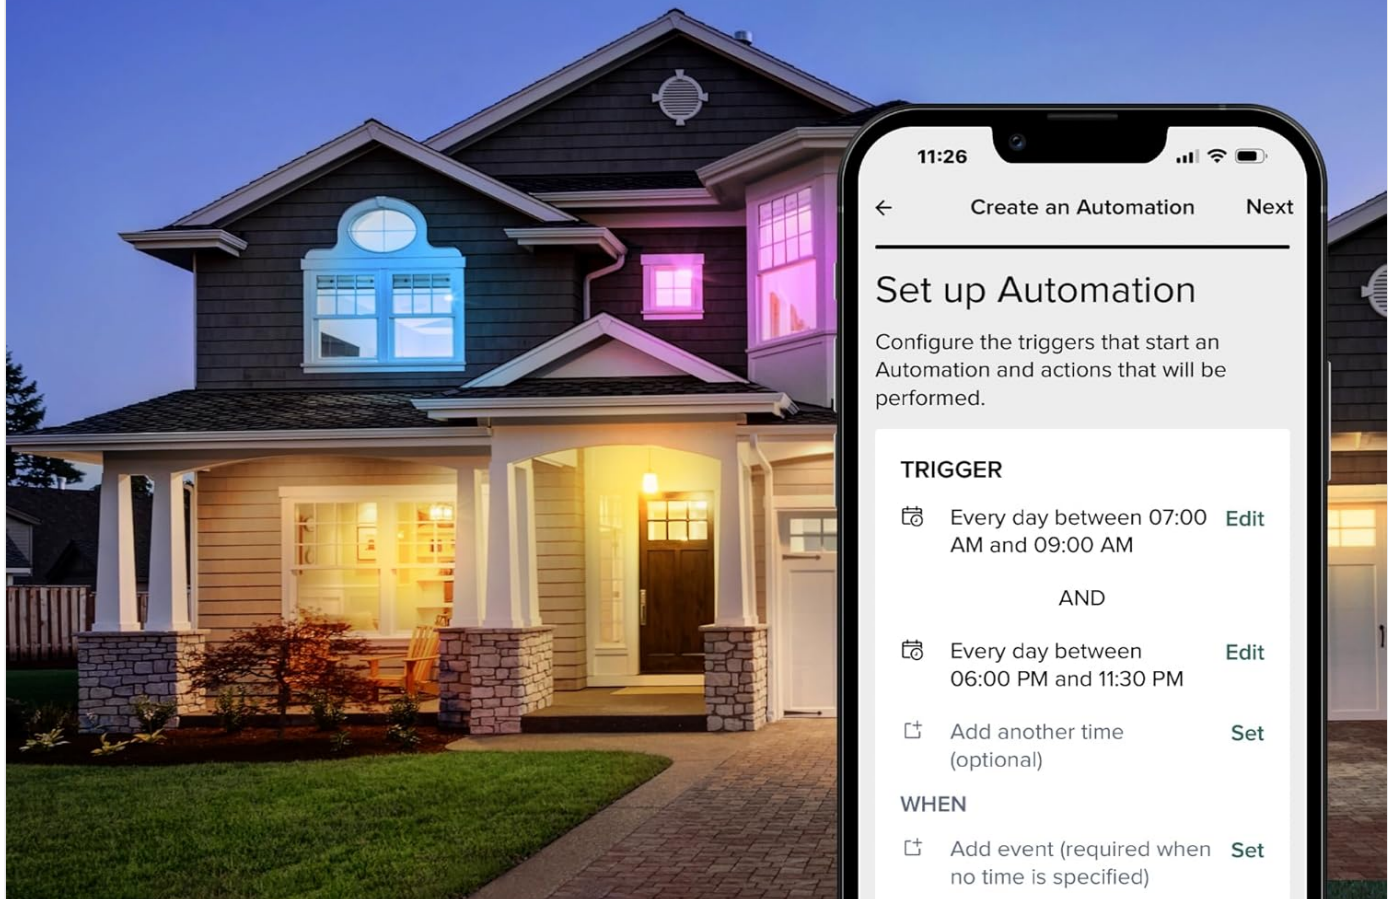 11:26
← Create an Automation Next
Set up Automation
Configure the triggers that start an
Automation and actions that will be
performed.
TRIGGER
Every day between 07:00 Edit
AM and 09:00 AM
AND
Every day between Edit
06:00 PM and 11:30 PM
Add another time Set
(optional)
WHEN
Add event (required when Set
no time is specified)